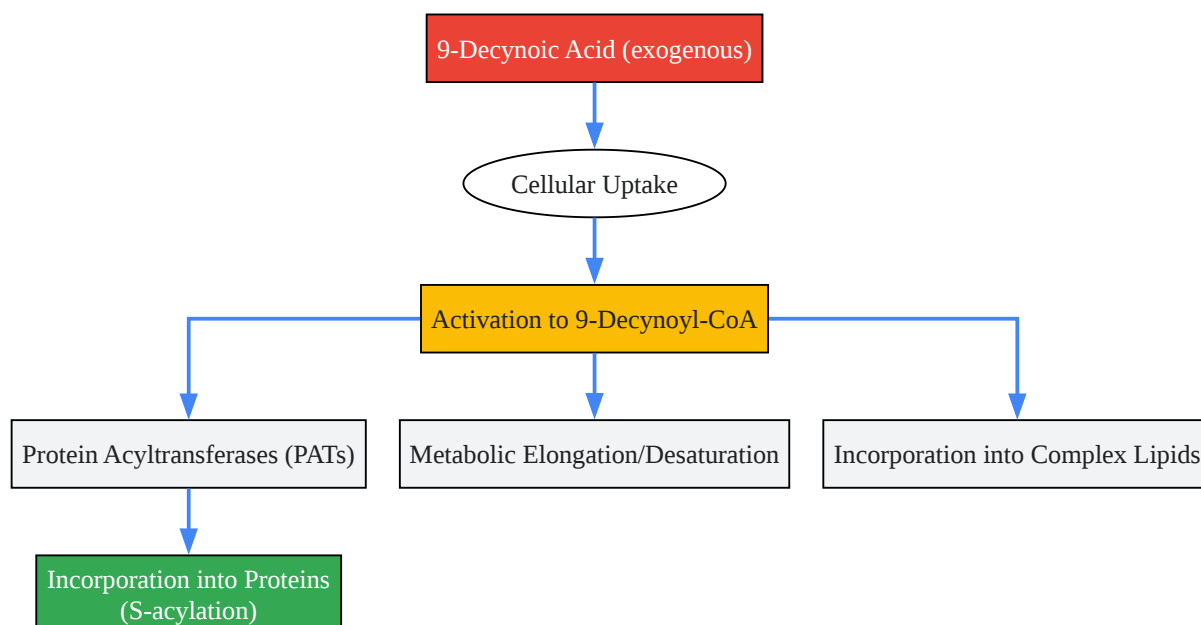 9-Decynoic Acid (exogenous)
Cellular Uptake
Activation to 9-Decynoyl-CoA
Protein Acyltransferases (PATs)
Metabolic Elongation/Desaturation
Incorporation into Complex Lipids
Incorporation into Proteins
(S-acylation)